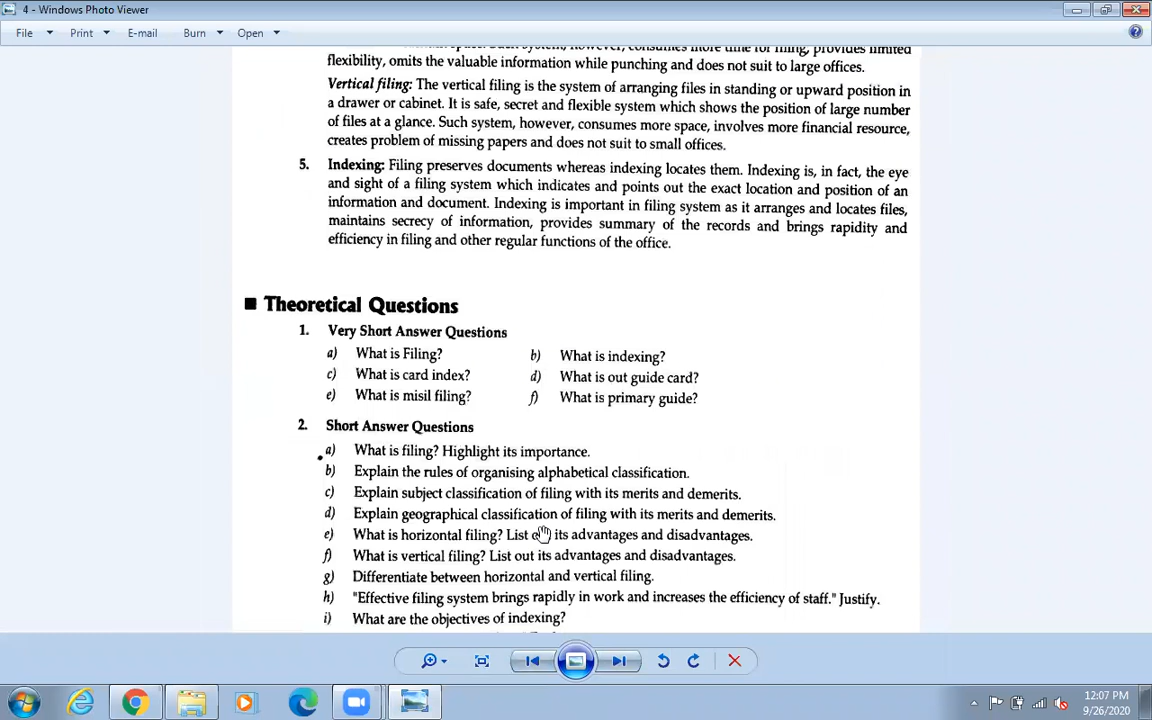 4 - Windows Photo Viewer
File Print E-mail Burn Open
space. Such system, however, consumes more time for filing, provides limited
flexibility, omits the valuable information while punching and does not suit to large offices.
Vertical filing: The vertical filing is the system of arranging files in standing or upward position in
a drawer or cabinet. It is safe, secret and flexible system which shows the position of large number
of files at a glance. Such system, however, consumes more space, involves more financial resource,
creates problem of missing papers and does not suit to small offices.
5. Indexing: Filing preserves documents whereas indexing locates them. Indexing is, in fact, the eye
and sight of a filing system which indicates and points out the exact location and position of an
information and document. Indexing is important in filing system as it arranges and locates files,
maintains secrecy of information, provides summary of the records and brings rapidity and
efficiency in filing and other regular functions of the office.
Theoretical Questions
1. Very Short Answer Questions
a) What is Filing? b) What is indexing?
c) What is card index? d) What is out guide card?
e) What is misil filing? f) What is primary guide?
2. Short Answer Questions
a) What is filing? Highlight its importance.
b) Explain the rules of organising alphabetical classification.
c) Explain subject classification of filing with its merits and demerits.
d) Explain geographical classification of filing with its merits and demerits.
e) What is horizontal filing? List its advantages and disadvantages.
f) What is vertical filing? List out its advantages and disadvantages.
g) Differentiate between horizontal and vertical filing.
h) "Effective filing system brings rapidly in work and increases the efficiency of staff." Justify.
i) What are the objectives of indexing?
12:07 PM
9/26/2020